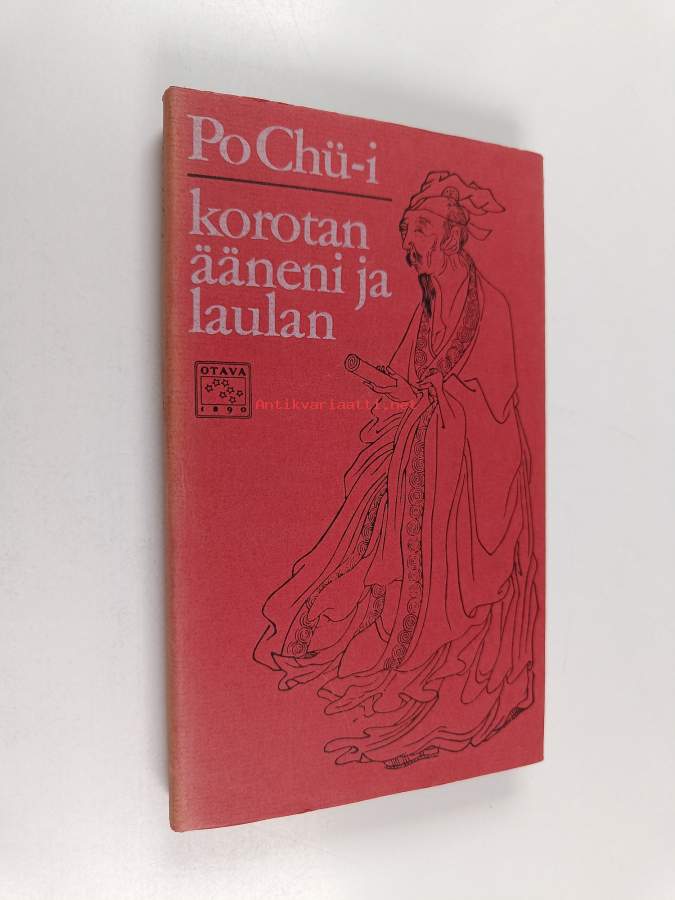 Po Chü-i
korotan
ääneni ja
laulan
OTAVA
1890
Antikvariaatti.net